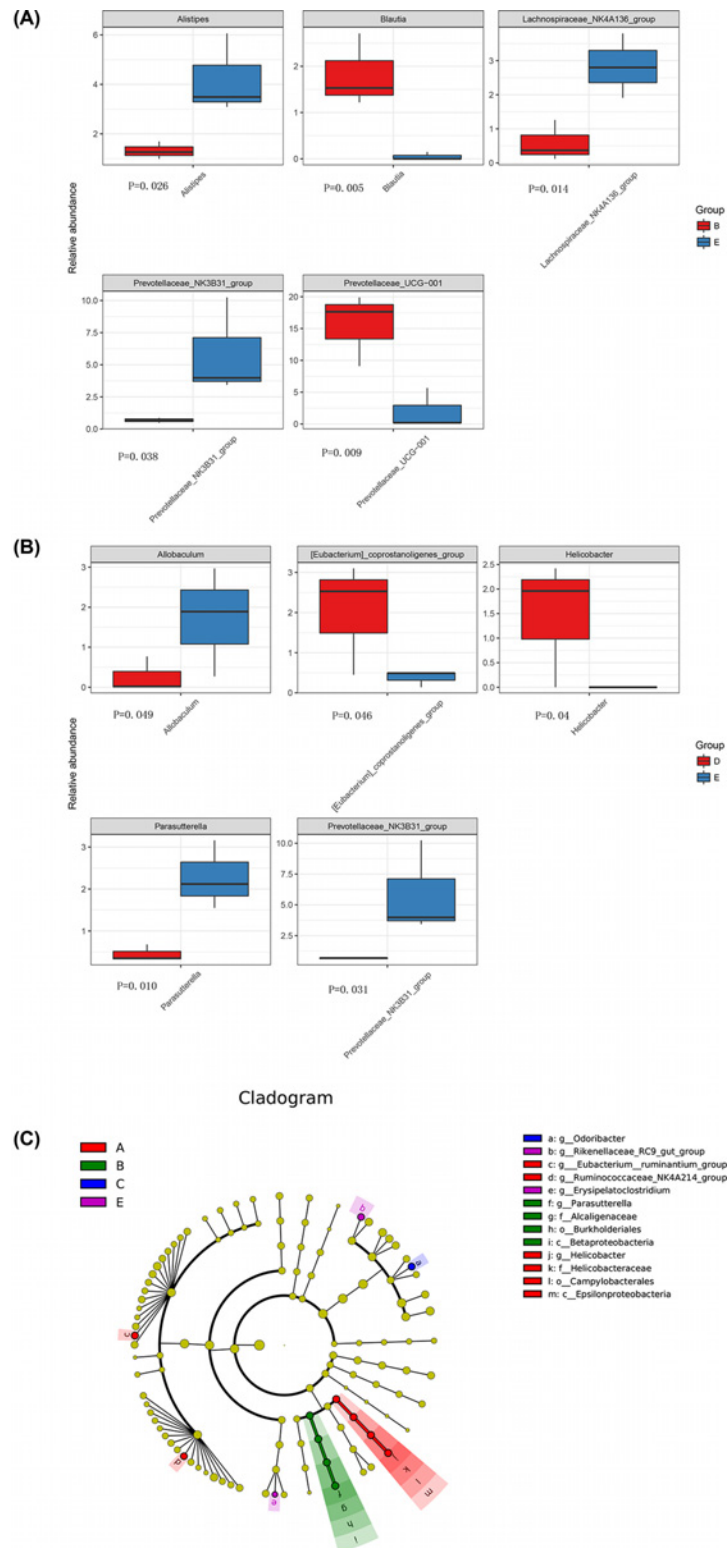 (A)
Alistipes
Blautia
Lachnospiraceae_NK4A136_group
6
4
2
2
1
0
3
2
1
0
P=0.026
P=0.005
P=0.014
Alistipes
Blautia
Lachnospiraceae_NK4A136_group
Relative abundance
Group
B
E
Prevotellaceae_NK3B31_group
Prevotellaceae_UCG-001
10.0
7.5
5.0
2.5
0.0
20
15
10
5
0
P=0.038
P=0.009
Prevotellaceae_NK3B31_group
Prevotellaceae_UCG-001
(B)
Allobaculum
[Eubacterium]_coprostanoligenes_group
Helicobacter
3
2
1
0
3
2
1
0
2.5
2.0
1.5
1.0
0.5
0.0
P=0.049
P=0.046
P=0.04
Allobaculum
[Eubacterium]_coprostanoligenes_group
Helicobacter
Relative abundance
Group
D
E
Parasutterella
Prevotellaceae_NK3B31_group
3
2
1
10.0
7.5
5.0
2.5
P=0.010
P=0.031
Parasutterella
Prevotellaceae_NK3B31_group
Cladogram
(C)
A
B
C
E
a: g__Odoribacter
b: g__Rikenellaceae_RC9_gut_group
c: g___Eubacterium__ruminantium_group
d: g__Ruminococcaceae_NK4A214_group
e: g__Erysipelatoclostridium
f: g__Parasutterella
g: f__Alcaligenaceae
h: o__Burkholderiales
i: c__Betaproteobacteria
j: g__Helicobacter
k: f__Helicobacteraceae
l: o__Campylobacterales
m: c__Epsilonproteobacteria
b
a
c
d
e
f
g
h
i
j
k
l
m